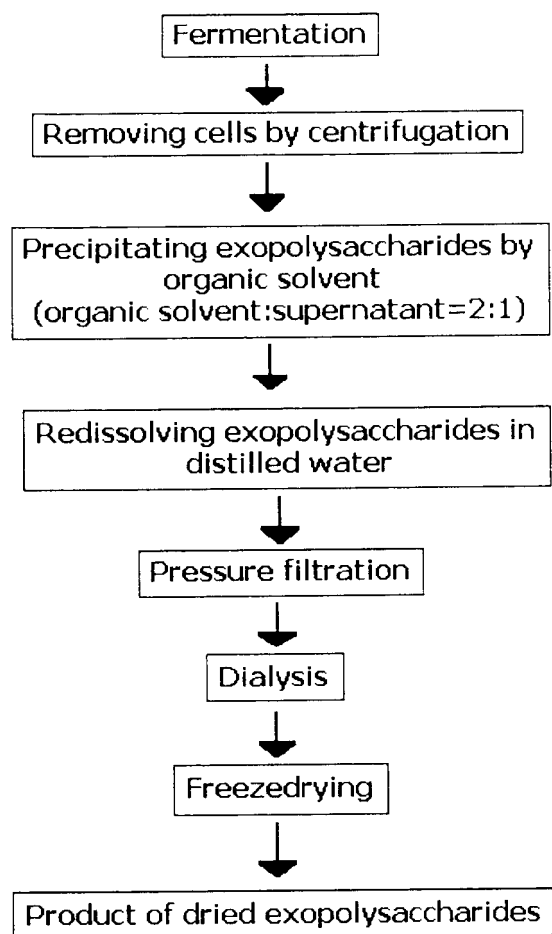 Fermentation
Removing cells by centrifugation
Precipitating exopolysaccharides by
organic solvent
(organic solvent:supernatant=2:1)
Redissolving exopolysaccharides in
distilled water
Pressure filtration
Dialysis
Freezedrying
Product of dried exopolysaccharides